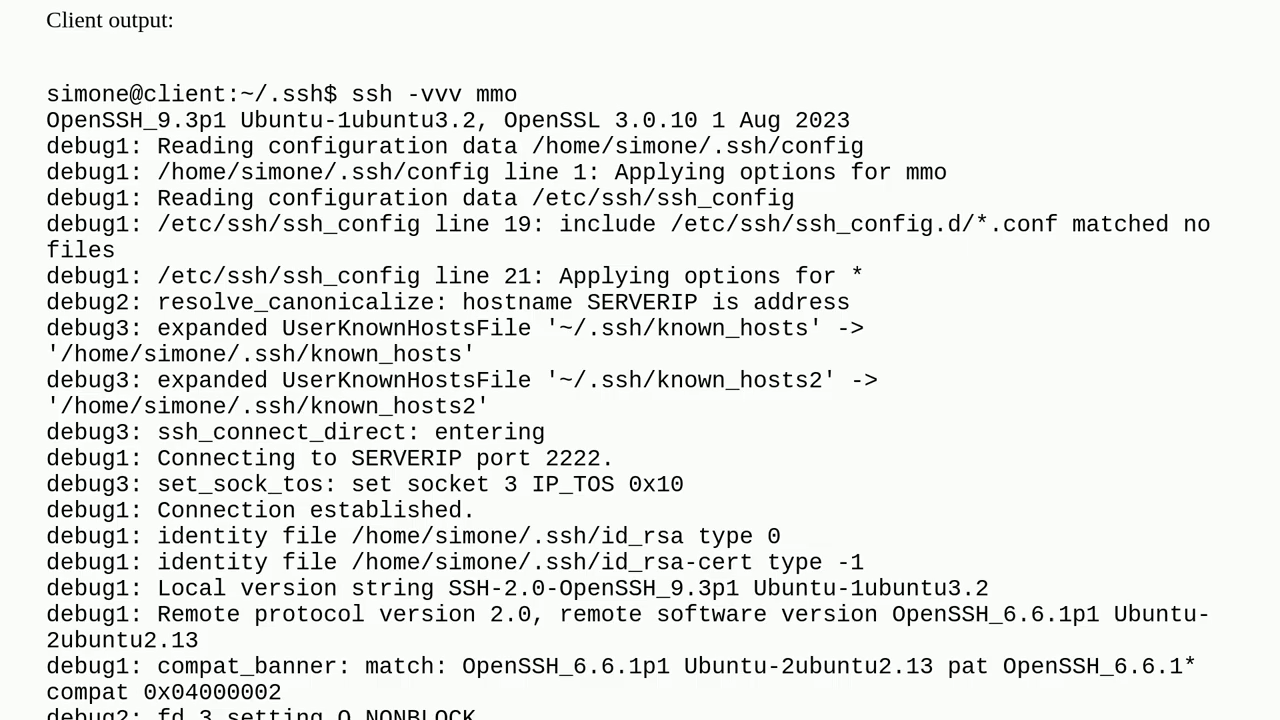 Client output:
simone@client:~/.ssh$ ssh -vvv mmo
OpenSSH_9.3p1 Ubuntu-1ubuntu3.2, OpenSSL 3.0.10 1 Aug 2023
debug1: Reading configuration data /home/simone/.ssh/config
debug1: /home/simone/.ssh/config line 1: Applying options for mmo
debug1: Reading configuration data /etc/ssh/ssh_config
debug1: /etc/ssh/ssh_config line 19: include /etc/ssh/ssh_config.d/*.conf matched no
files
debug1: /etc/ssh/ssh_config line 21: Applying options for *
debug2: resolve_canonicalize: hostname SERVERIP is address
debug3: expanded UserKnownHostsFile '~/.ssh/known_hosts' ->
'/home/simone/.ssh/known_hosts'
debug3: expanded UserKnownHostsFile '~/.ssh/known_hosts2' ->
'/home/simone/.ssh/known_hosts2'
debug3: ssh_connect_direct: entering
debug1: Connecting to SERVERIP port 2222.
debug3: set_sock_tos: set socket 3 IP_TOS 0x10
debug1: Connection established.
debug1: identity file /home/simone/.ssh/id_rsa type 0
debug1: identity file /home/simone/.ssh/id_rsa-cert type -1
debug1: Local version string SSH-2.0-OpenSSH_9.3p1 Ubuntu-1ubuntu3.2
debug1: Remote protocol version 2.0, remote software version OpenSSH_6.6.1p1 Ubuntu-
2ubuntu2.13
debug1: compat_banner: match: OpenSSH_6.6.1p1 Ubuntu-2ubuntu2.13 pat OpenSSH_6.6.1*
compat 0x04000002
debug2: fd 3 setting O_NONBLOCK